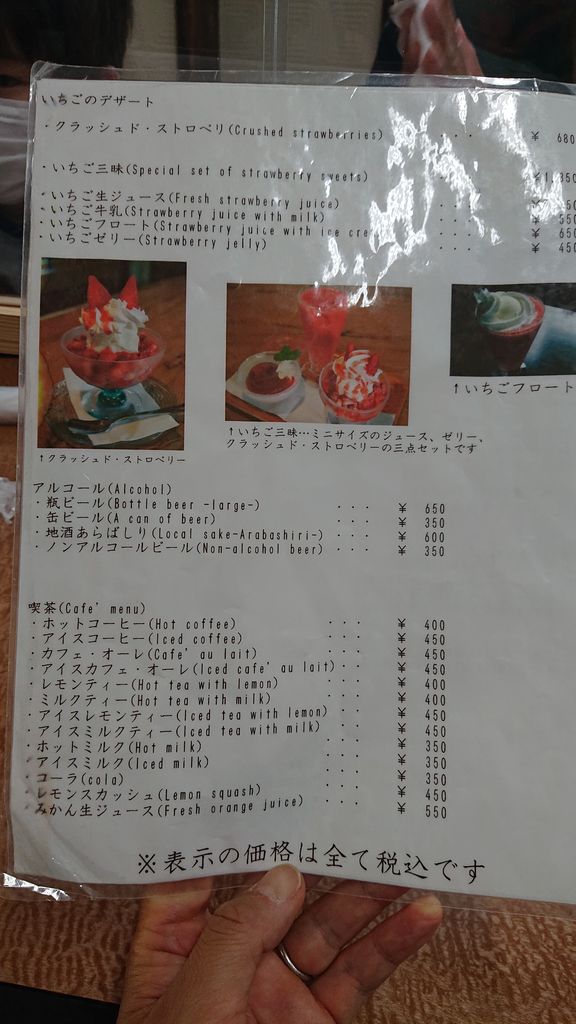 いちごのデザート
・クラッシュド・ストロベリ(Crushed strawberries) ・・・ ¥ 680
・いちご三昧(Special set of strawberry sweets) ・・・
・いちご生ジュース(Fresh strawberry juice) ・・・
・いちご牛乳(Strawberry juice with milk) ・・・
・いちごフロート(Strawberry juice with ice ・・・ ¥ 650
・いちごゼリー(Strawberry jelly) ・・・ ¥ 450
↑いちごフロート
↑いちご三昧…ミニサイズのジュース、ゼリー、
クラッシュド・ストロベリーの三点セットです
↑クラッシュド・ストロベリー
アルコール(Alcohol)
・瓶ビール(Bottle beer -large-) ・・・ ¥ 650
・缶ビール(A can of beer) ・・・ ¥ 350
・地酒あらばしり(Local sake-Arabashiri-) ・・・ ¥ 600
・ノンアルコールビール(Non-alcohol beer) ・・・ ¥ 350
喫茶(Cafe' menu)
・ホットコーヒー(Hot coffee) ・・・ ¥ 400
・アイスコーヒー(Iced coffee) ・・・ ¥ 450
・カフェ・オーレ(Cafe' au lait) ・・・ ¥ 450
・アイスカフェ・オーレ(Iced cafe' au lait)・・・ ¥ 450
・レモンティー(Hot tea with lemon) ・・・ ¥ 400
・ミルクティー(Hot tea with milk) ・・・ ¥ 400
・アイスレモンティー(Iced tea with lemon) ・・・ ¥ 450
・アイスミルクティー(Iced tea with milk) ・・・ ¥ 450
・ホットミルク(Hot milk) ・・・ ¥ 350
・アイスミルク(Iced milk) ・・・ ¥ 350
・コーラ(cola) ・・・ ¥ 350
・レモンスカッシュ(Lemon squash) ・・・ ¥ 450
・みかん生ジュース(Fresh orange juice) ・・・ ¥ 550
※表示の価格は全て税込です